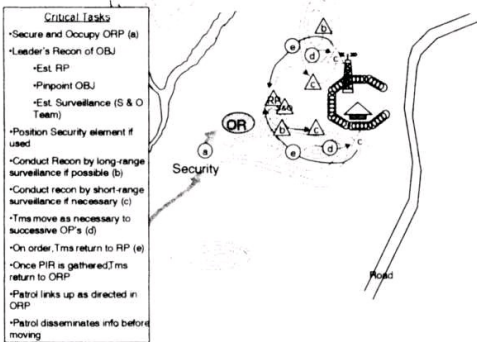 Critical Tasks
•Secure and Occupy ORP (a)
•Leader's Recon of OBJ
•Est. RP
•Pinpoint OBJ
•Est. Surveillance (S & O
Team)
•Position Security element if
used
•Conduct Recon by long-range
surveillance if possible (b)
•Conduct recon by short-range
surveillance if necessary (c)
•Tms move as necessary to
successive OP's (d)
•On order,Tms return to RP (e)
•Once PIR is gathered,Tms
return to ORP
•Patrol links up as directed in
ORP
•Patrol disseminates info before
moving
b
e
d
c
c
RP
S&O
OR
b
c
a
e
d
c
Security
Road